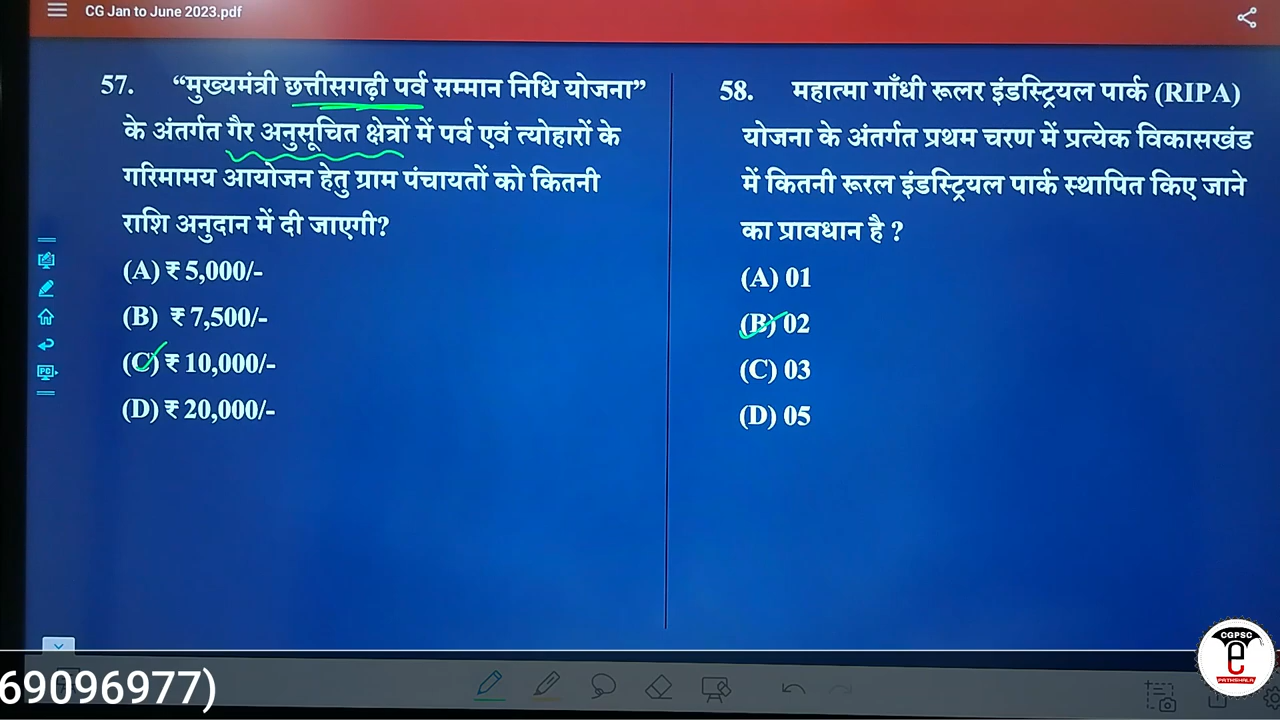 CG Jan to June 2023.pdf
57. “मुख्यमंत्री छत्तीसगढ़ी पर्व सम्मान निधि योजना”
के अंतर्गत गैर अनुसूचित क्षेत्रों में पर्व एवं त्योहारों के
गरिमामय आयोजन हेतु ग्राम पंचायतों को कितनी
राशि अनुदान में दी जाएगी?
(A) ₹ 5,000/-
(B) ₹ 7,500/-
(C) ₹ 10,000/-
(D) ₹ 20,000/-
58. महात्मा गाँधी रूलर इंडस्ट्रियल पार्क (RIPA)
योजना के अंतर्गत प्रथम चरण में प्रत्येक विकासखंड
में कितनी रूरल इंडस्ट्रियल पार्क स्थापित किए जाने
का प्रावधान है ?
(A) 01
(B) 02
(C) 03
(D) 05
PC
CGPSC
e
PATHSHALA
69096977)